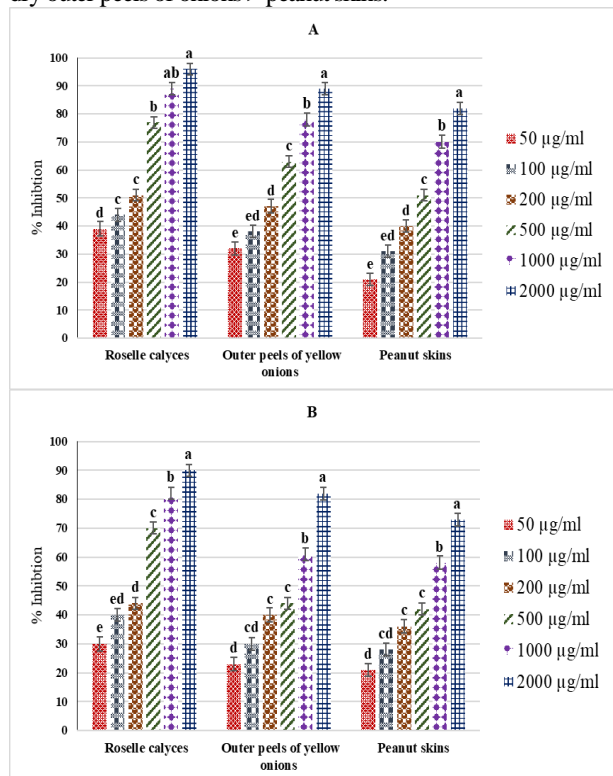 dry outer peels of onions> peanut skins.
A
100
90
80
70
60
50
40
30
20
10
0
% Inhibtion
d c c b ab a
e ed d c b a
e ed d c b a
Roselle calyces Outer peels of yellow onions Peanut skins
50 µg/ml
100 µg/ml
200 µg/ml
500 µg/ml
1000 µg/ml
2000 µg/ml
B
100
90
80
70
60
50
40
30
20
10
0
% Inhibtion
e ed d c b a
d cd c c b a
d cd c c b a
Roselle calyces Outer peels of yellow onions Peanut skins
50 µg/ml
100 µg/ml
200 µg/ml
500 µg/ml
1000 µg/ml
2000 µg/ml